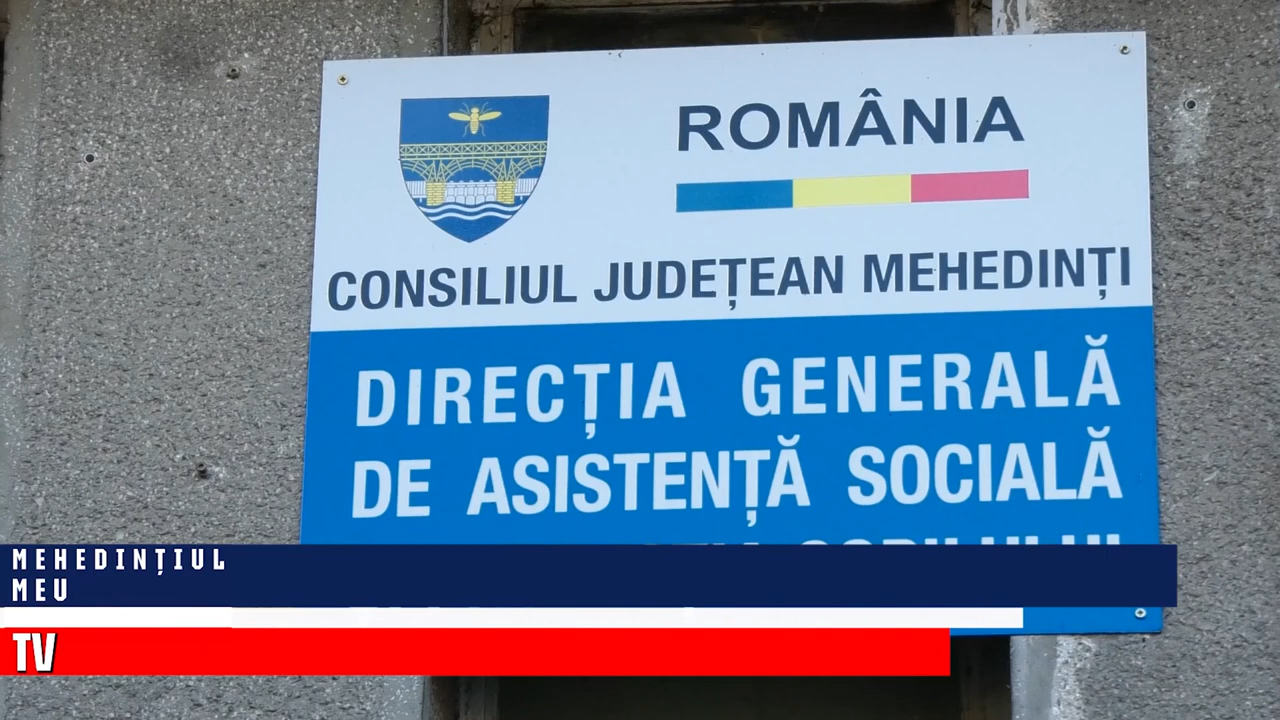 ROMÂNIA
CONSILIUL JUDEȚEAN MEHEDINȚI
DIRECȚIA GENERALĂ
DE ASISTENȚĂ SOCIALĂ
MEHEDINȚIUL
MEU
TV